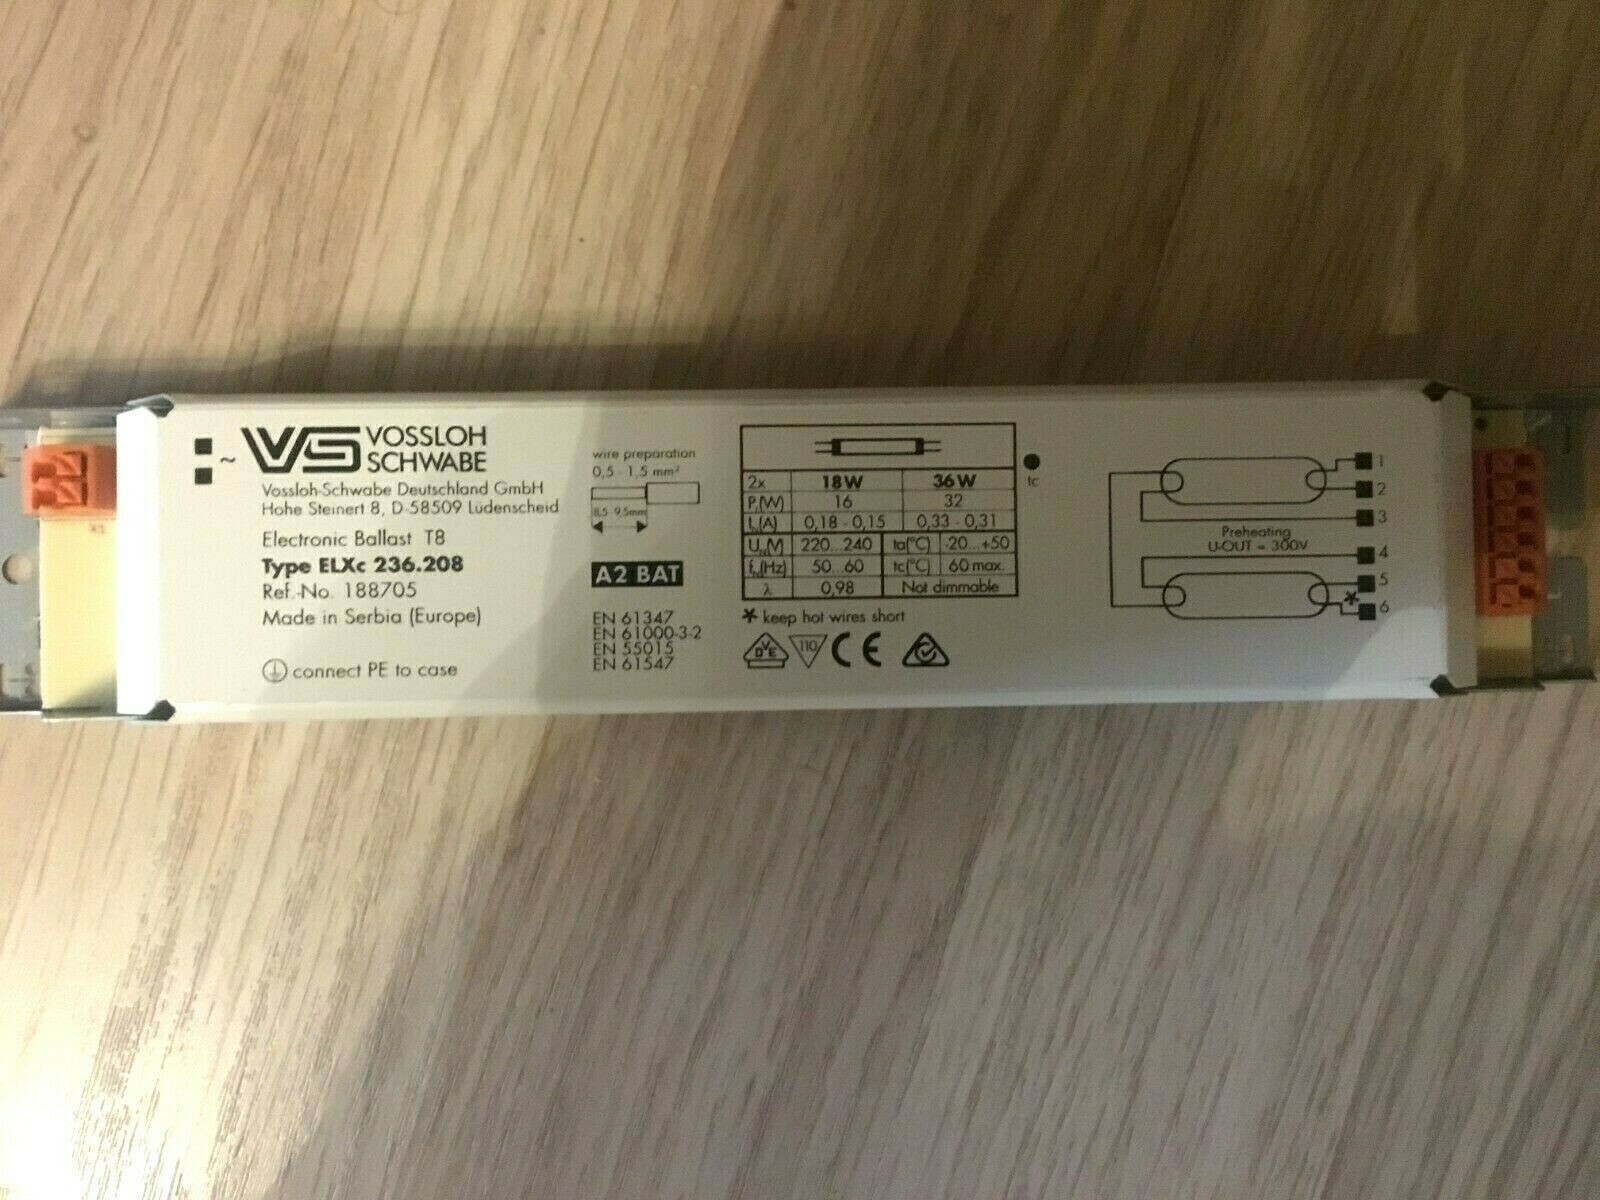 ~ VS VOSSLOH
SCHWABE
Vossloh-Schwabe Deutschland GmbH
Hohe Steinert 8, D-58509 Lüdenscheid
Electronic Ballast T8
Type ELXc 236.208
Ref.-No. 188705
Made in Serbia (Europe)
connect PE to case
wire preparation
0,5 - 1,5 mm²
8,5 9,5mm
A2 BAT
EN 61347
EN 61000-3-2
EN 55015
EN 61547
2x 18W 36W
P(W) 16 32
I(A) 0,18 - 0,15 0,33 - 0,31
U(V) 220...240 ta(°C) -20...+50
f(Hz) 50...60 tc(°C) 60 max.
λ 0,98 Not dimmable
* keep hot wires short
DVE 110 CE
tc
1
2
3
Preheating
U-OUT = 300V
4
5
* 6